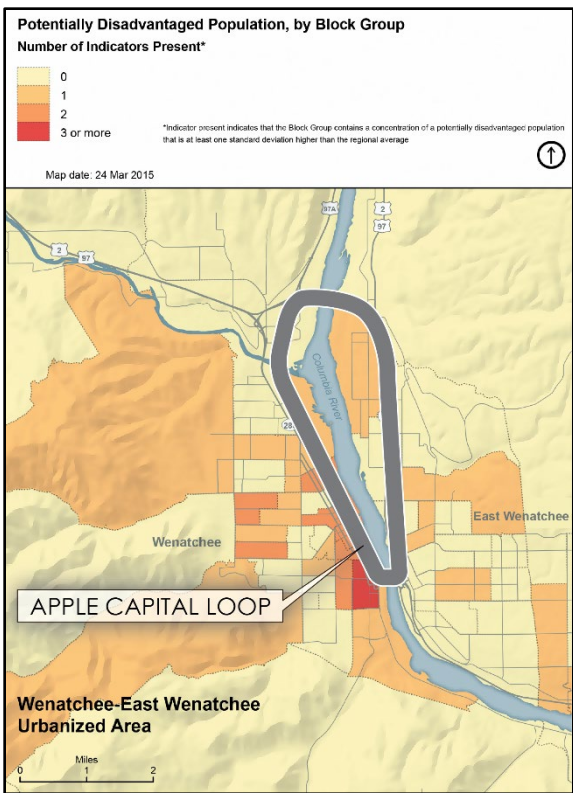 Potentially Disadvantaged Population, by Block Group
Number of Indicators Present*
0
1
2
3 or more
*Indicator present indicates that the Block Group contains a concentration of a potentially disadvantaged population
that is at least one standard deviation higher than the regional average
Map date: 24 Mar 2015
97A
2
97
2
97
Columbia River
28
East Wenatchee
Wenatchee
APPLE CAPITAL LOOP
Wenatchee-East Wenatchee
Urbanized Area
Miles
0 1 2